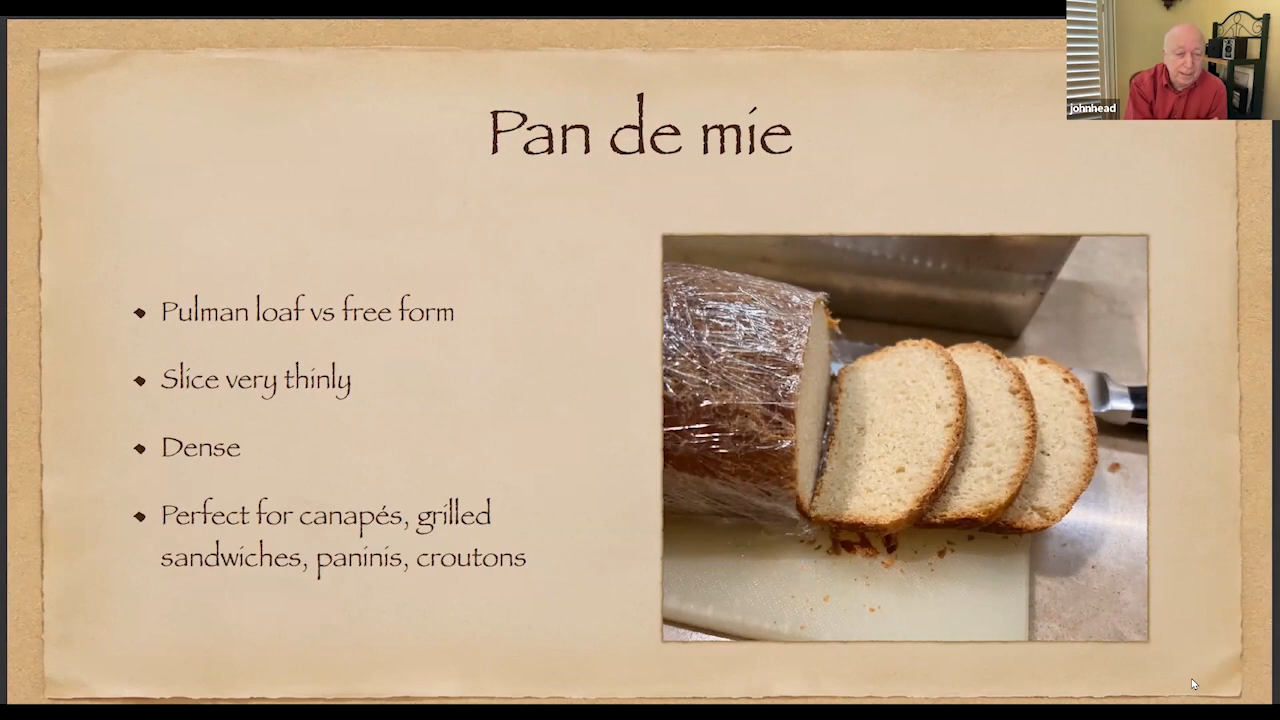 johnhead
Pan de mie
Pulman loaf vs free form
Slice very thinly
Dense
Perfect for canapés, grilled
sandwiches, paninis, croutons